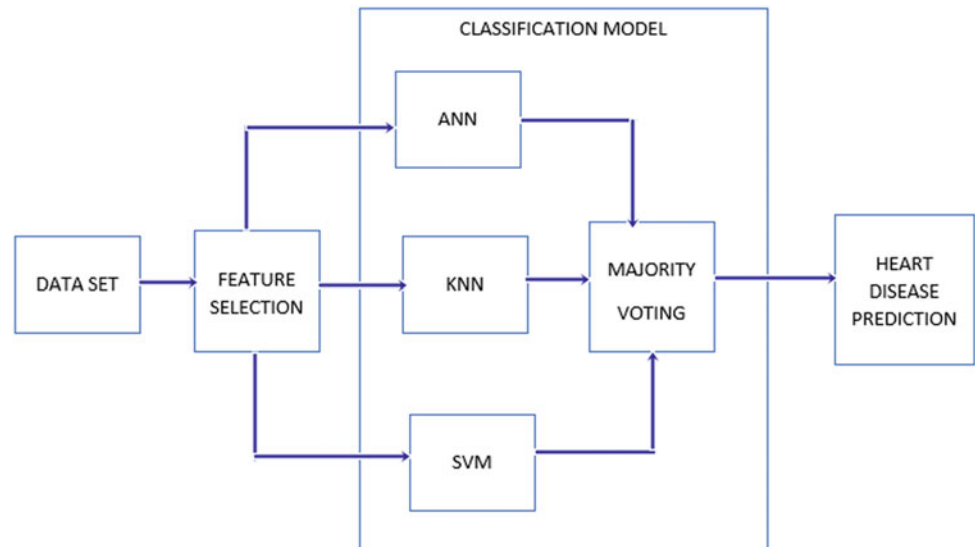 CLASSIFICATION MODEL
ANN
DATA SET
FEATURE
SELECTION
KNN
MAJORITY
VOTING
HEART
DISEASE
PREDICTION
SVM